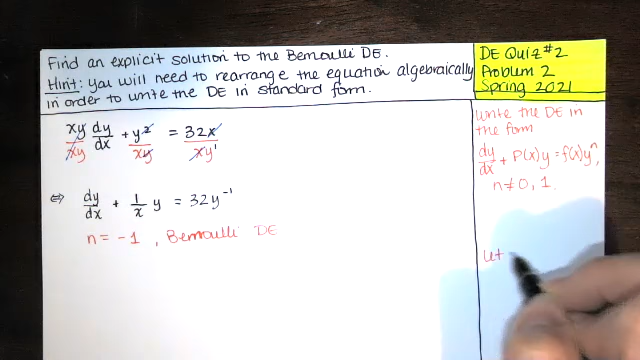 Find an explicit solution to the Bernoulli DE.
Hint: you will need to rearrange the equation algebraically
in order to write the DE in standard form.
DE Quiz #2
Problem 2
Spring 2021
xy dy/dx + y² = 32x
xy xy xy¹
⇔ dy/dx + 1/x y = 32y⁻¹
n = -1, Bernoulli DE
write the DE in
the form
dy/dx + P(x)y = f(x)yⁿ,
n ≠ 0, 1.
Let